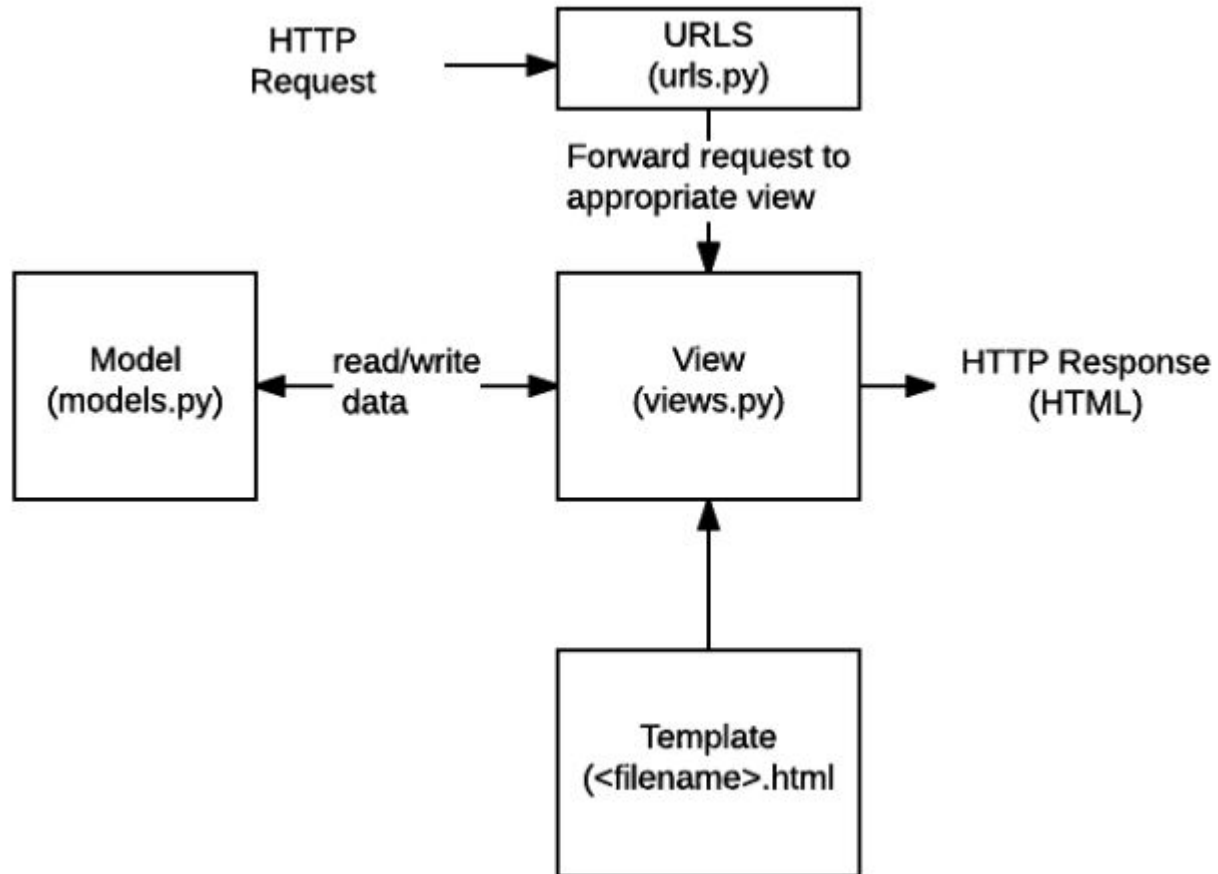 HTTP
Request
URLS
(urls.py)
Forward request to
appropriate view
Model
(models.py)
read/write
data
View
(views.py)
HTTP Response
(HTML)
Template
(<filename>.html